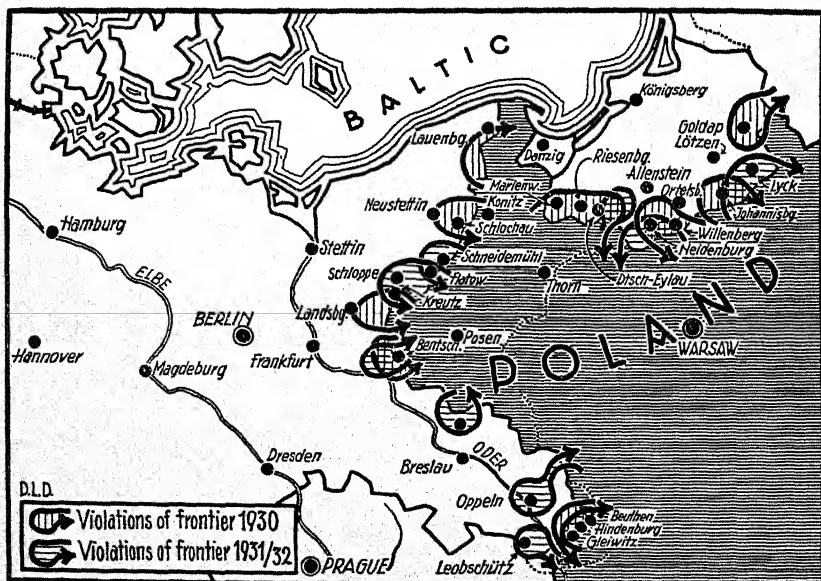 BALTIC
Königsberg
Lauenbg.
Danzig
Riesenbg.
Goldap
Lötzen
Allenstein
Marienw.
Ortelsb.
Lyck
Konitz
Johannisbg.
Neustettin
Schlochau
Willenberg
Neidenburg
Hamburg
Stettin
Schneidemühl
Schloppe
Flatow
Thorn
Dtsch-Eylau
ELBE
Kreutz
Landsbg.
BERLIN
POLAND
Posen
WARSAW
Hannover
Frankfurt
Bentsch.
Magdeburg
Dresden
Breslau
ODER
Oppeln
D.L.D.
Violations of frontier 1930
Violations of frontier 1931/32
Beuthen
Hindenburg
Gleiwitz
PRAGUE
Leobschütz